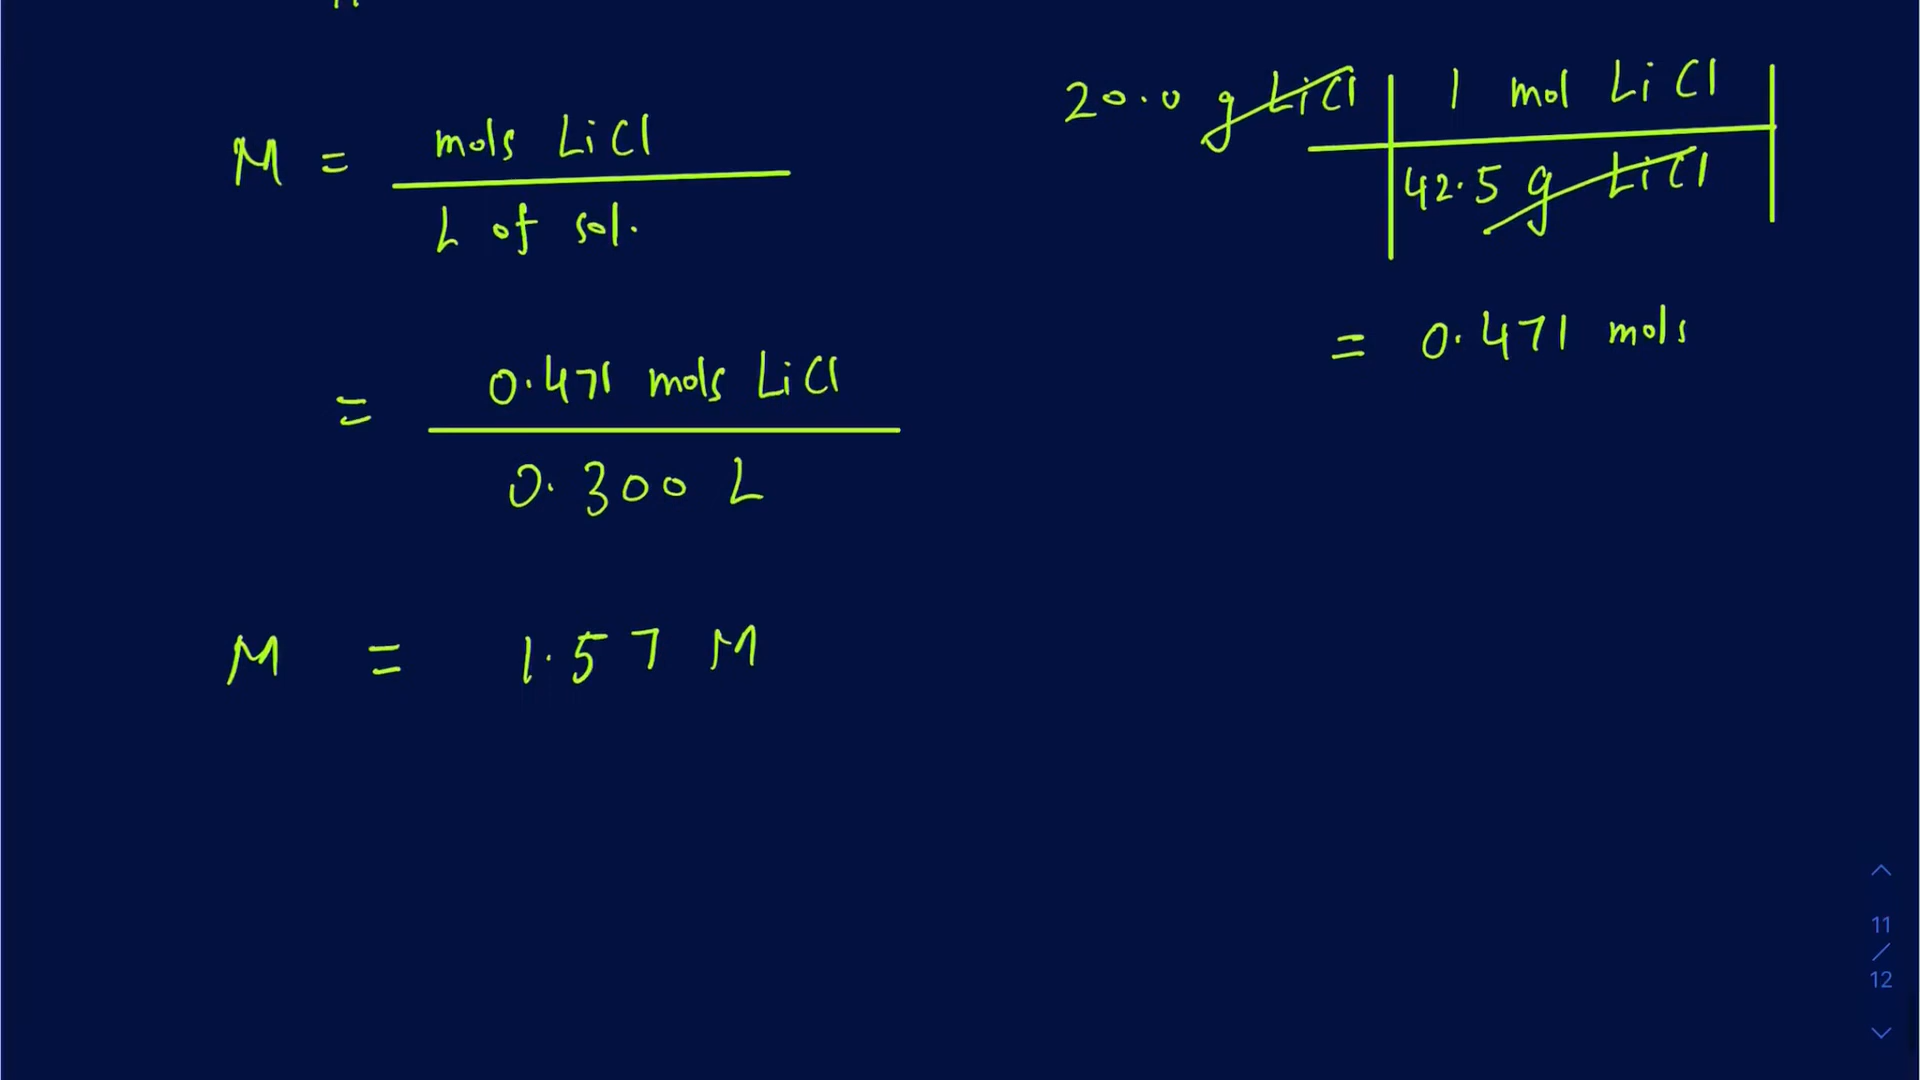 M = mols LiCl
L of sol.
= 0.471 mols LiCl
0.300 L
M = 1.57 M
20.0 g LiCl 1 mol LiCl
42.5 g LiCl
= 0.471 mols
11
/
12